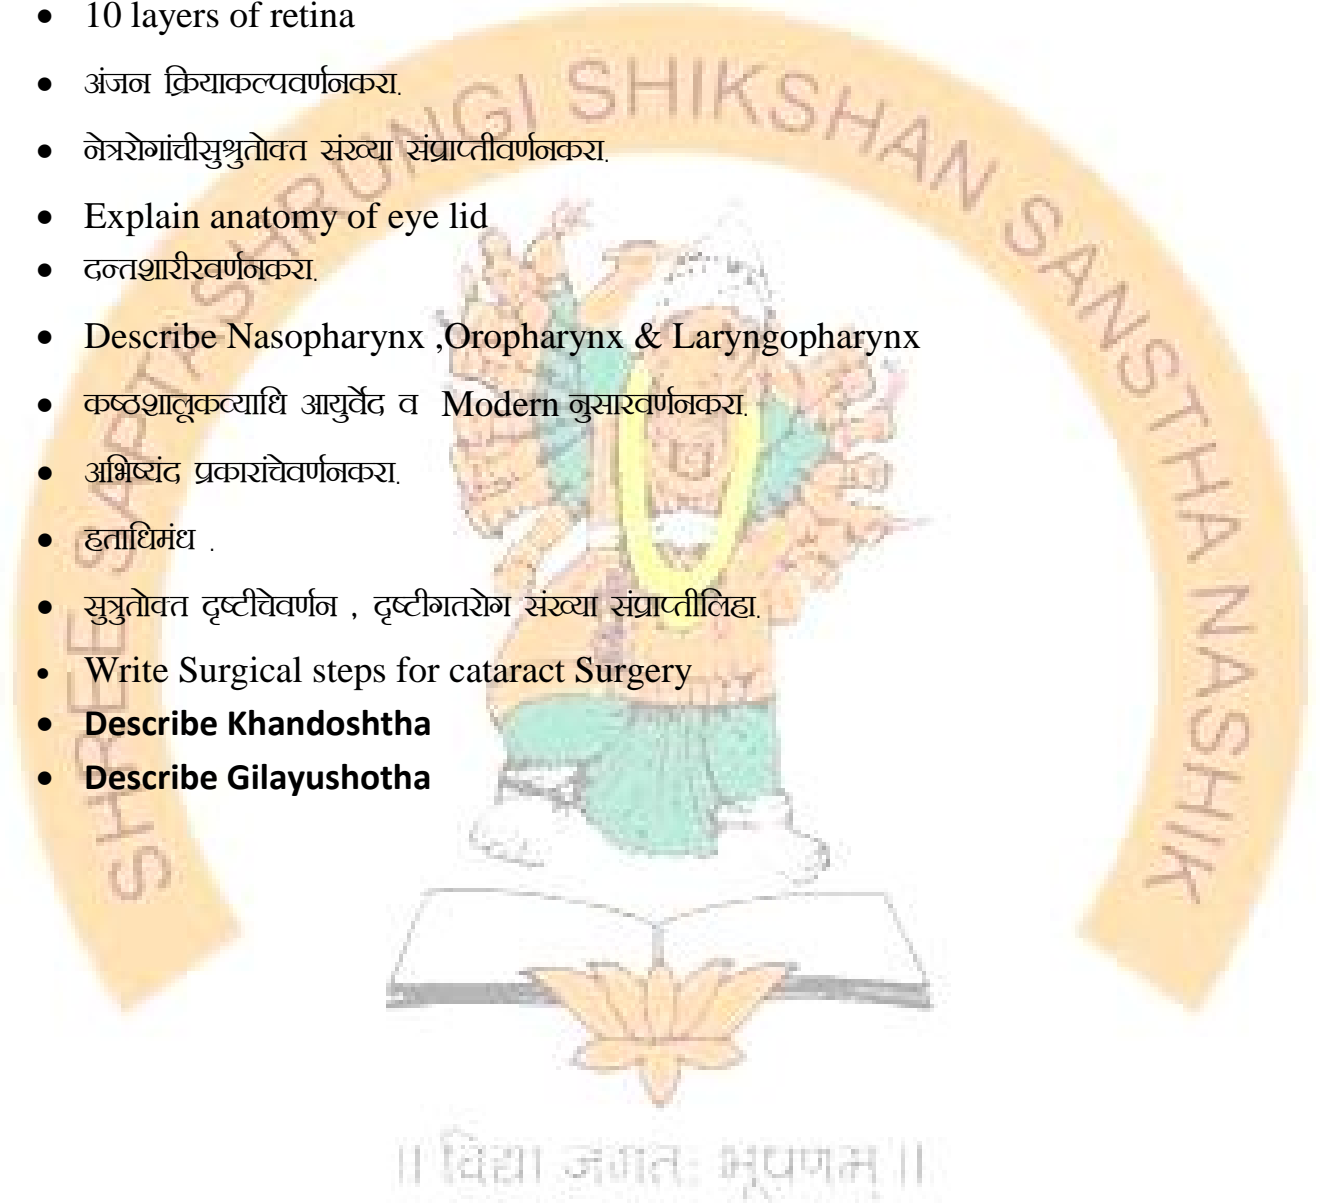 • 10 layers of retina
• अंजन क्रियाकल्पवर्णनकरा.
• नेत्ररोगांचीसुश्रुतोक्त संख्या संप्राप्तीवर्णनकरा.
• Explain anatomy of eye lid
• दन्तशारीरवर्णनकरा.
• Describe Nasopharynx ,Oropharynx & Laryngopharynx
• कष्ठशालूकव्याधि आयुर्वेद व Modern नुसारवर्णनकरा.
• अभिष्यंद प्रकारांचेवर्णनकरा.
• हताधिमंध .
• सुत्रुतोक्त दृष्टीचेवर्णन , दृष्टीगतरोग संख्या संप्राप्तीलिहा.
• Write Surgical steps for cataract Surgery
• Describe Khandoshtha
• Describe Gilayushotha
SHREE SAPTASHRUNGI SHIKSHAN SANSTHA NASHIK
॥ विद्या जगतः भूषणम् ॥